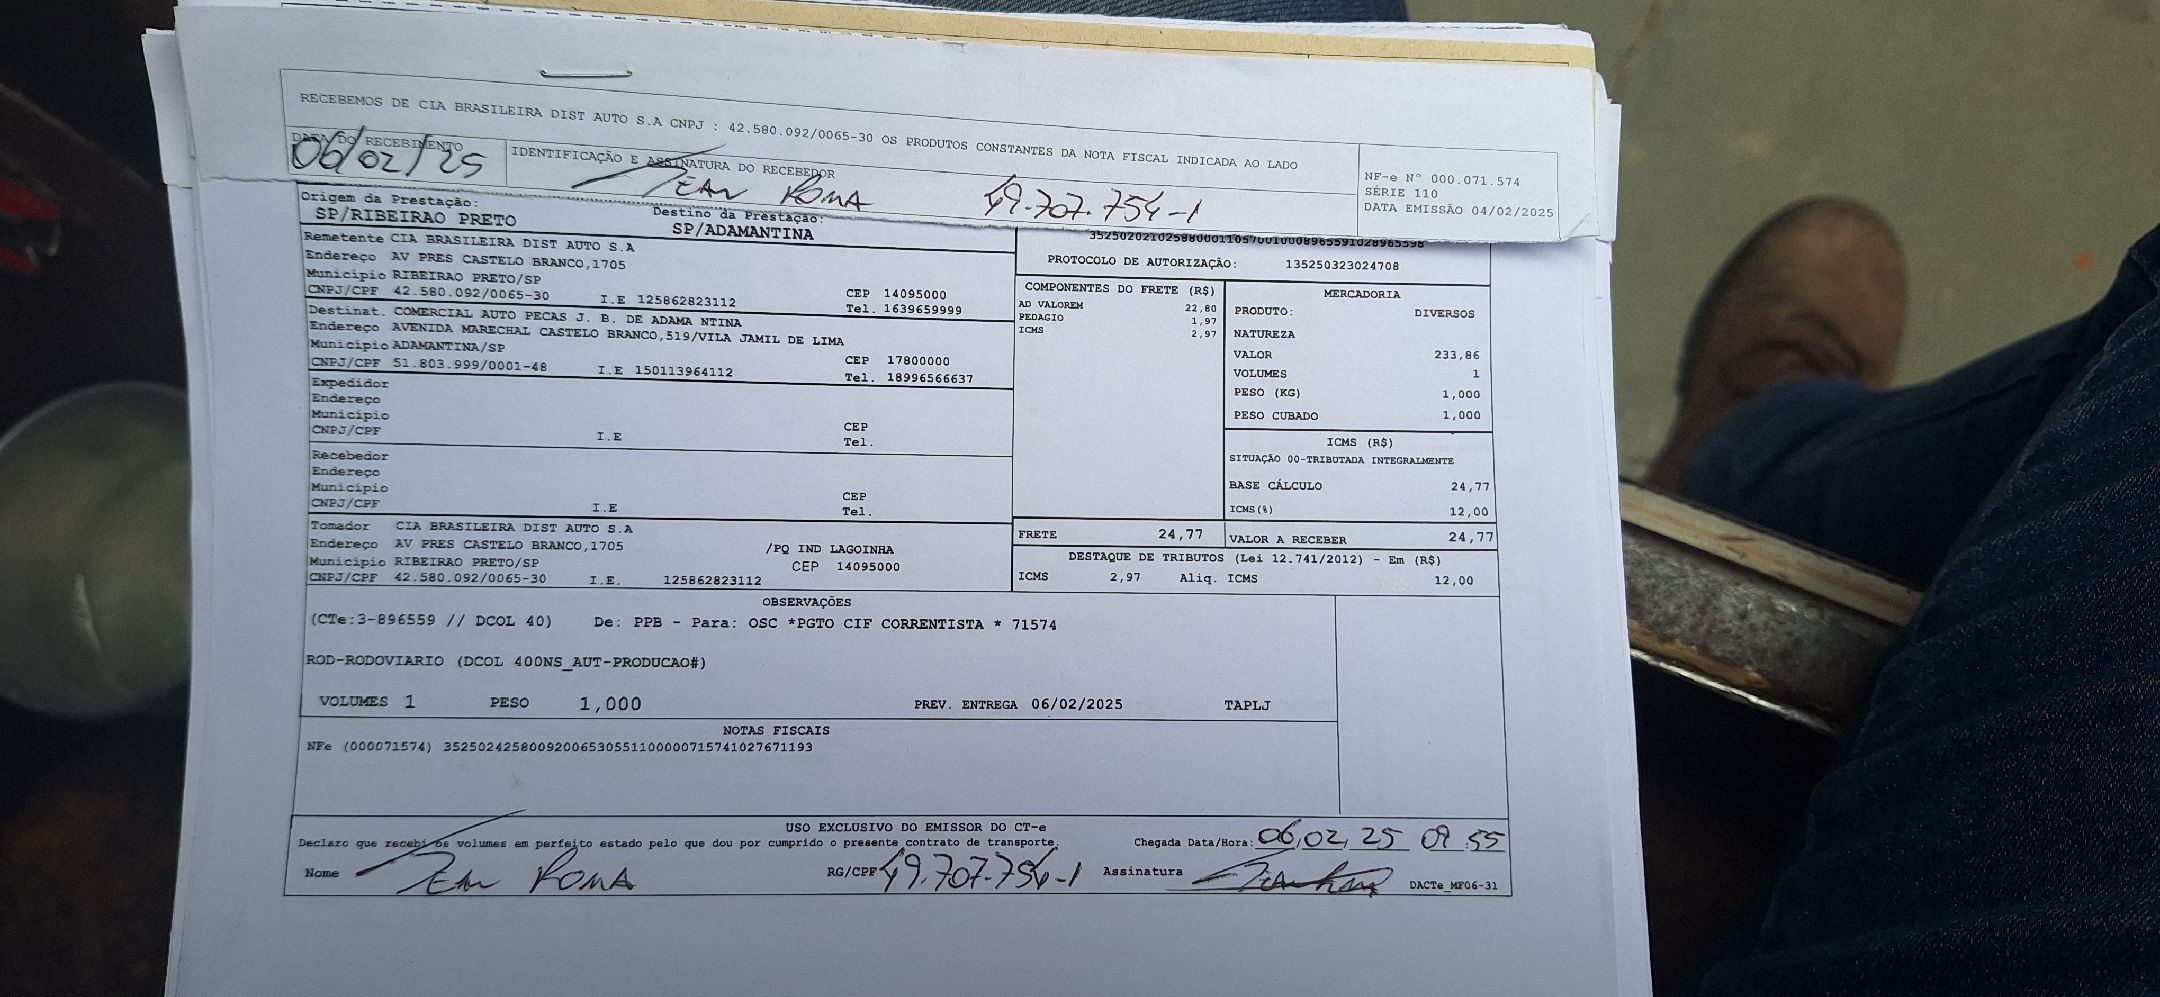 RECEBEMOS DE CIA BRASILEIRA DIST AUTO S.A CNPJ : 42.580.092/0065-30 OS PRODUTOS CONSTANTES DA NOTA FISCAL INDICADA AO LADO
DATA DO RECEBIMENTO
06/02/25
IDENTIFICAÇÃO E ASSINATURA DO RECEBEDOR
JEAN ROMA 49.707.754-1
NF-e N° 000.071.574
SÉRIE 110
DATA EMISSÃO 04/02/2025
Origem da Prestação:
SP/RIBEIRAO PRETO
Destino da Prestação:
SP/ADAMANTINA
Remetente CIA BRASILEIRA DIST AUTO S.A
Endereço AV PRES CASTELO BRANCO,1705
Município RIBEIRAO PRETO/SP CEP 14095000
CNPJ/CPF 42.580.092/0065-30 I.E 125862823112 Tel. 1639659999
Destinat. COMERCIAL AUTO PECAS J. B. DE ADAMA NTINA
Endereço AVENIDA MARECHAL CASTELO BRANCO,519/VILA JAMIL DE LIMA
Município ADAMANTINA/SP CEP 17800000
CNPJ/CPF 51.803.999/0001-48 I.E 150113964112 Tel. 18996566637
Expedidor
Endereço
Município CEP
CNPJ/CPF I.E Tel.
Recebedor
Endereço
Município CEP
CNPJ/CPF I.E Tel.
Tomador CIA BRASILEIRA DIST AUTO S.A
Endereço AV PRES CASTELO BRANCO,1705 /PQ IND LAGOINHA
Município RIBEIRAO PRETO/SP CEP 14095000
CNPJ/CPF 42.580.092/0065-30 I.E. 125862823112
PROTOCOLO DE AUTORIZAÇÃO: 135250323024708
COMPONENTES DO FRETE (R$)
AD VALOREM 22,80
PEDAGIO 1,97
ICMS 2,97
MERCADORIA
PRODUTO: DIVERSOS
NATUREZA
VALOR 233,86
VOLUMES 1
PESO (KG) 1,000
PESO CUBADO 1,000
ICMS (R$)
SITUAÇÃO 00-TRIBUTADA INTEGRALMENTE
BASE CÁLCULO 24,77
ICMS(%) 12,00
FRETE 24,77 VALOR A RECEBER 24,77
DESTAQUE DE TRIBUTOS (Lei 12.741/2012) - Em (R$)
ICMS 2,97 Aliq. ICMS 12,00
OBSERVAÇÕES
(CTe:3-896559 // DCOL 40) De: PPB - Para: OSC *PGTO CIF CORRENTISTA * 71574
ROD-RODOVIARIO (DCOL 400NS_AUT-PRODUCAO#)
VOLUMES 1 PESO 1,000 PREV. ENTREGA 06/02/2025 TAPLJ
NOTAS FISCAIS
NFe (000071574) 35250242580092006530551100000715741027671193
USO EXCLUSIVO DO EMISSOR DO CT-e
Declaro que recebi os volumes em perfeito estado pelo que dou por cumprido o presente contrato de transporte. Chegada Data/Hora: 06/02/25 09:55
Nome JEAN ROMA RG/CPF 49.707.754-1 Assinatura DACTe_MF06-31